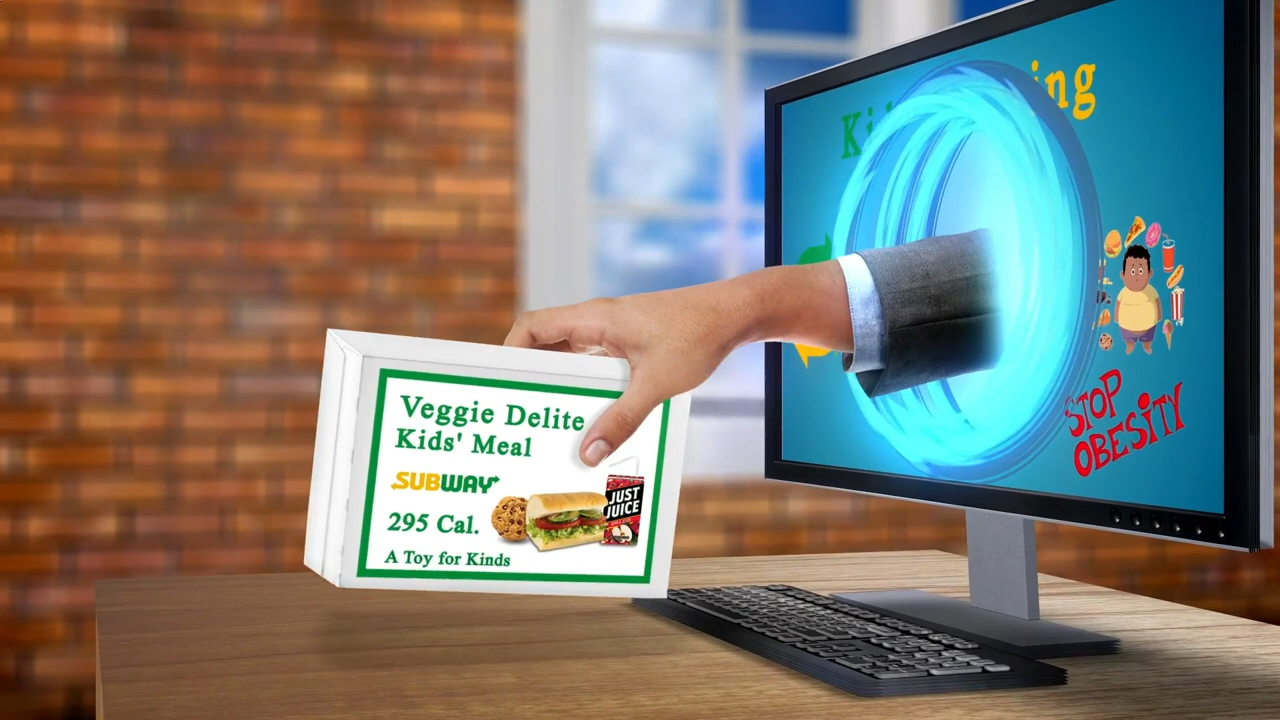 Veggie Delite
Kids' Meal
SUBWAY
295 Cal.
A Toy for Kinds
JUST
JUICE
STOP
OBESITY